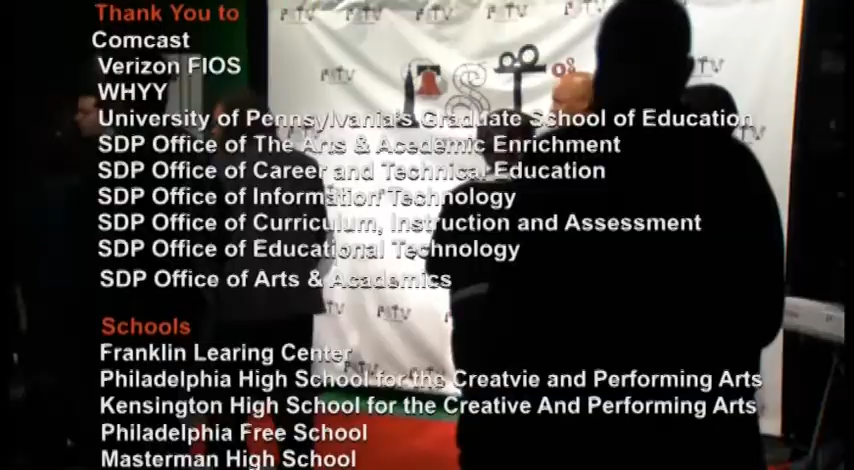 Thank You to
Comcast
Verizon FIOS
WHYY
University of Pennsylvania's Graduate School of Education
SDP Office of The Arts & Acedemic Enrichment
SDP Office of Career and Technical Education
SDP Office of Information Technology
SDP Office of Curriculum, Instruction and Assessment
SDP Office of Educational Technology
SDP Office of Arts & Academics
Schools
Franklin Learing Center
Philadelphia High School for the Creatvie and Performing Arts
Kensington High School for the Creative And Performing Arts
Philadelphia Free School
Masterman High School